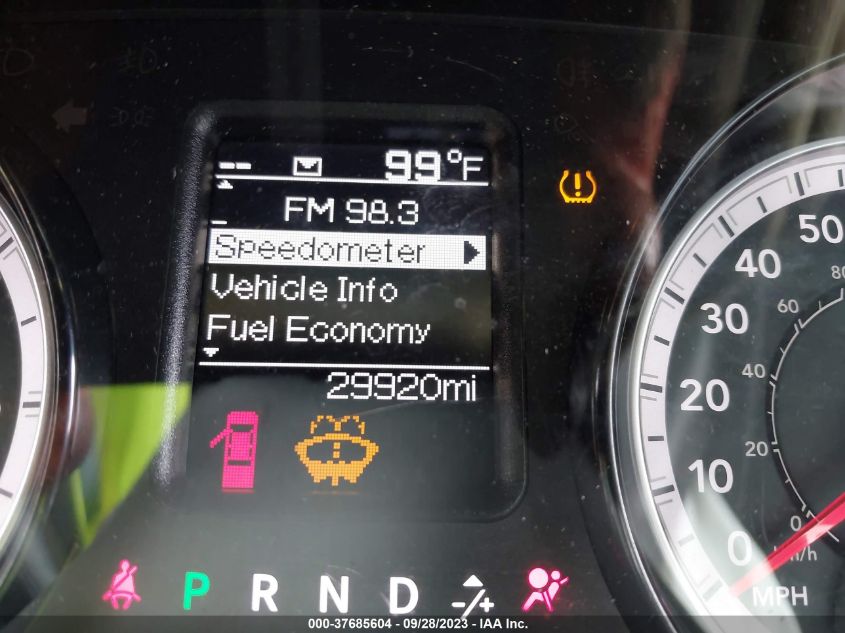 -- 99°F
FM 98.3
Speedometer
Vehicle Info
Fuel Economy
29920mi
P R N D -/+
50
40
30
20
10
0
MPH
80
60
40
20
0
km/h
000-37685604 - 09/28/2023 - IAA Inc.